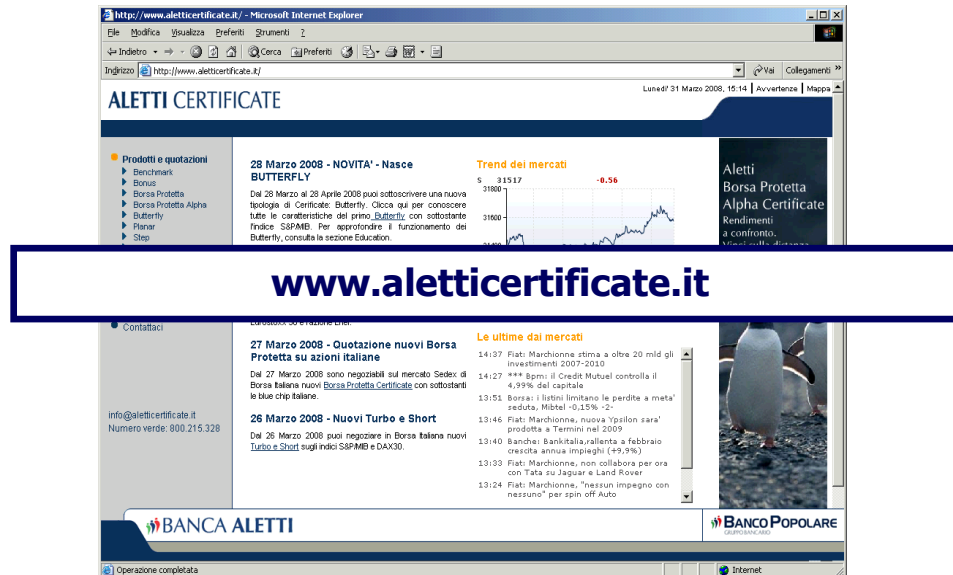 http://www.aletticertificate.it/ - Microsoft Internet Explorer
File Modifica Visualizza Preferiti Strumenti ?
Indietro Cerca Preferiti
Indirizzo http://www.aletticertificate.it/ Vai Collegamenti »
Lunedi' 31 Marzo 2008, 15:14 | Avvertenze | Mappa
ALETTI CERTIFICATE
Prodotti e quotazioni
Benchmark
Bonus
Borsa Protetta
Borsa Protetta Alpha
Butterfly
Planar
Step
28 Marzo 2008 - NOVITA' - Nasce
BUTTERFLY
Dal 28 Marzo al 28 Aprile 2008 puoi sottoscrivere una nuova
tipologia di Cerificate: Butterfly. Clicca qui per conoscere
tutte le caratteristiche del primo Butterfly con sottostante
l'indice S&P/MIB. Per approfondire il funzionamento del
Butterfly, consulta la sezione Education.
Trend dei mercati
S 31517 -0.56
31800
31600
31400
Aletti
Borsa Protetta
Alpha Certificate
Rendimenti
a confronto.
Vinci sulla distanza
www.aletticertificate.it
Contattaci
Eurostoxx 50 e l'azione Enel.
27 Marzo 2008 - Quotazione nuovi Borsa
Protetta su azioni italiane
Dal 27 Marzo 2008 sono negoziabili sul mercato Sedex di
Borsa Italiana nuovi Borsa Protetta Certificate con sottostanti
le blue chip italiane.
26 Marzo 2008 - Nuovi Turbo e Short
Dal 26 Marzo 2008 puoi negoziare in Borsa Italiana nuovi
Turbo e Short sugli indici S&P/MIB e DAX30.
Le ultime dai mercati
14:37 Fiat: Marchionne stima a oltre 20 mld gli
investimenti 2007-2010
14:27 *** Bpm: il Credit Mutuel controlla il
4,99% del capitale
13:51 Borsa: i listini limitano le perdite a meta'
seduta, Mibtel -0,15% -2-
13:46 Fiat: Marchionne, nuova Ypsilon sara'
prodotta a Termini nel 2009
13:40 Banche: Bankitalia,rallenta a febbraio
crescita annua impieghi (+9,9%)
13:33 Fiat: Marchionne, non collabora per ora
con Tata su Jaguar e Land Rover
13:24 Fiat: Marchionne, "nessun impegno con
nessuno" per spin off Auto
info@aletticertificate.it
Numero verde: 800.215.328
BANCA ALETTI
BANCO POPOLARE
GRUPPO BANCARIO
Operazione completata Internet